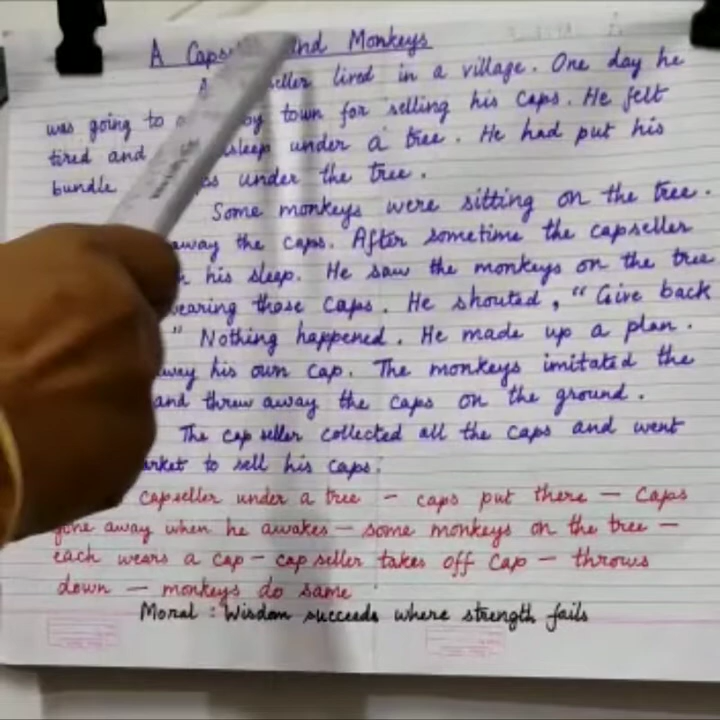 A and Monkeys
lived in a village. One day he
was going to town for selling his caps. He felt
tired and sleep under a tree. He had put his
bundle under the tree.
Some monkeys were sitting on the tree.
away the caps. After sometime the capseller
his sleep. He saw the monkeys on the tree
wearing those caps. He shouted, "Give back
" Nothing happened. He made up a plan.
his own cap. The monkeys imitated the
and threw away the caps on the ground.
The cap seller collected all the caps and went
to sell his caps.
capseller under a tree - caps put there - Caps
gone away when he awakes - some monkeys on the tree -
each wears a cap - cap seller takes off Cap - throws
down - monkeys do same
Moral : Wisdom succeeds where strength fails